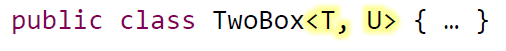 public class TwoBox<T, U> { … }